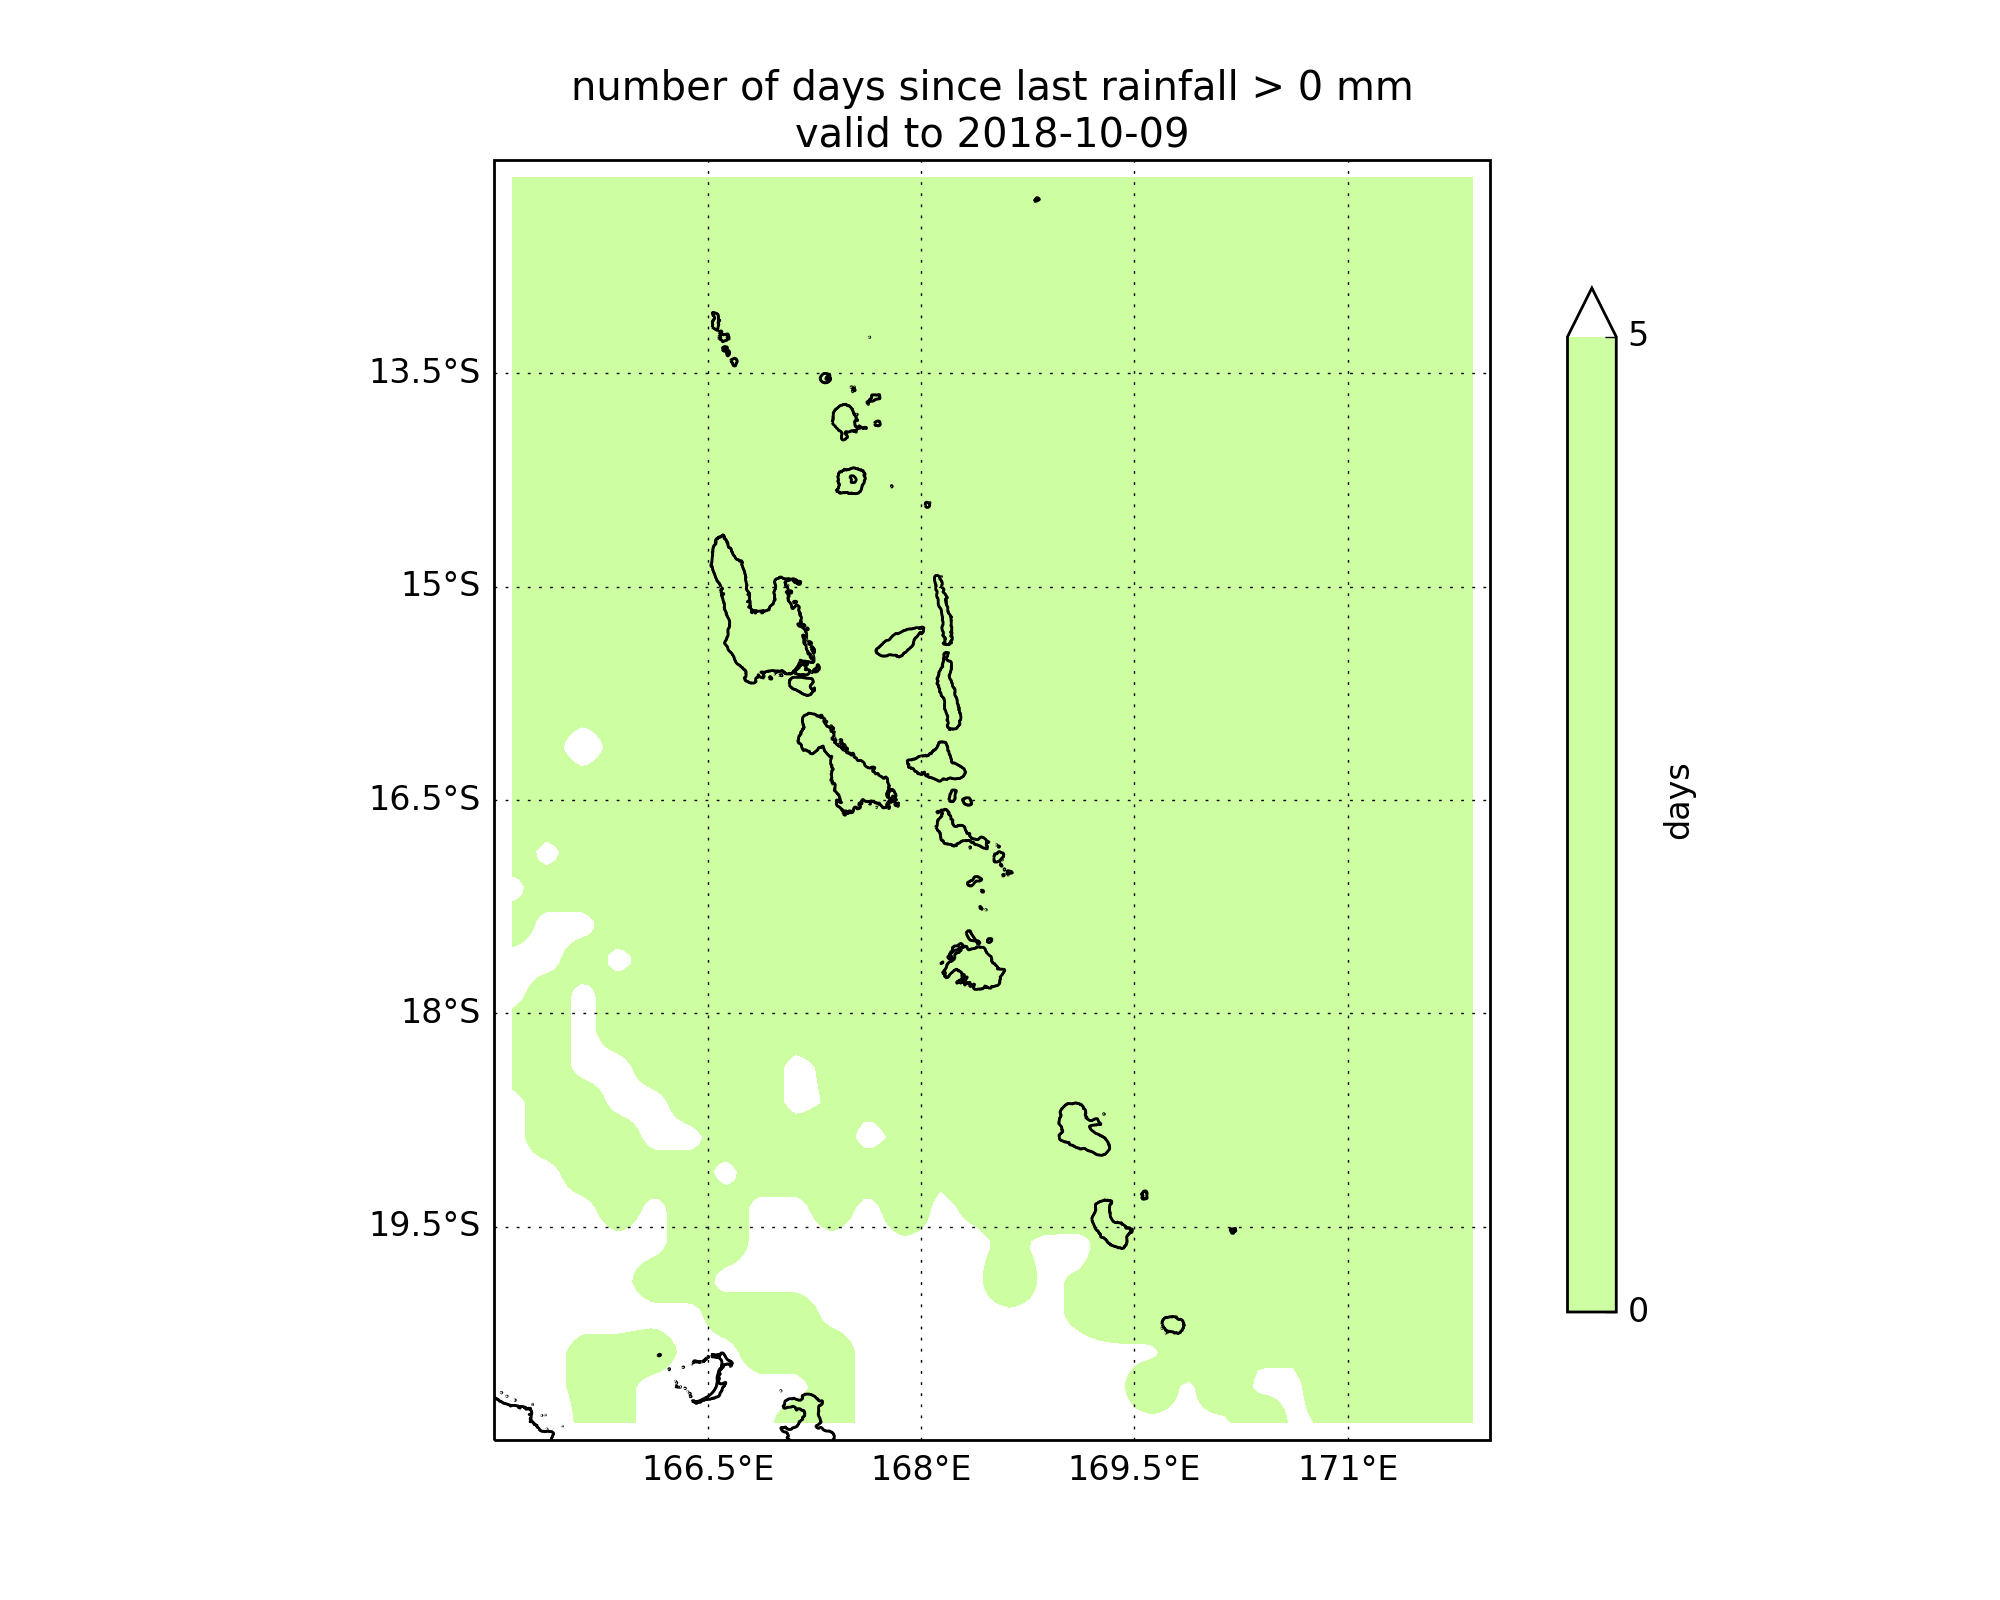 number of days since last rainfall > 0 mm
valid to 2018-10-09
13.5°S
15°S
16.5°S
18°S
19.5°S
166.5°E
168°E
169.5°E
171°E
5
0
days